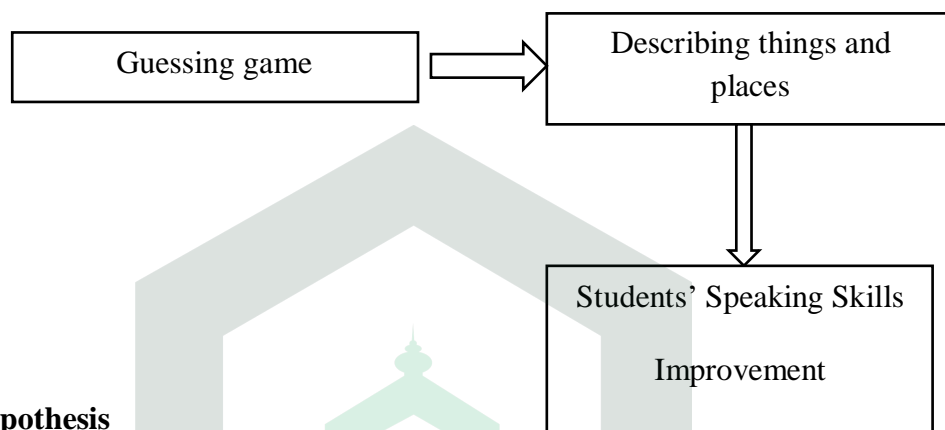 Guessing game
Describing things and
places
Students’ Speaking Skills
Improvement
pothesis